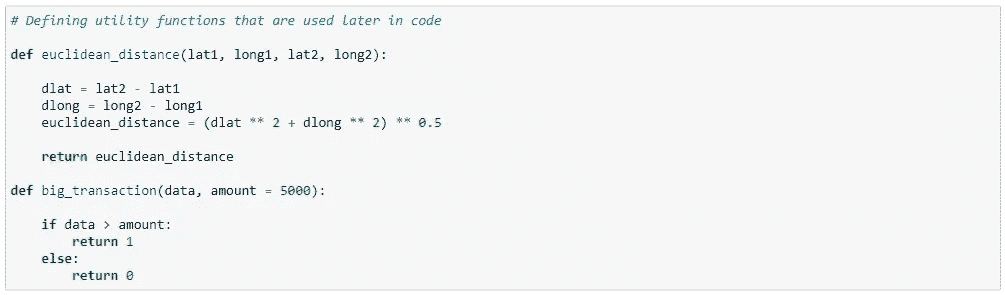 # Defining utility functions that are used later in code
def euclidean_distance(lat1, long1, lat2, long2):
    dlat = lat2 - lat1
    dlong = long2 - long1
    euclidean_distance = (dlat ** 2 + dlong ** 2) ** 0.5
    return euclidean_distance
def big_transaction(data, amount = 5000):
    if data > amount:
        return 1
    else:
        return 0